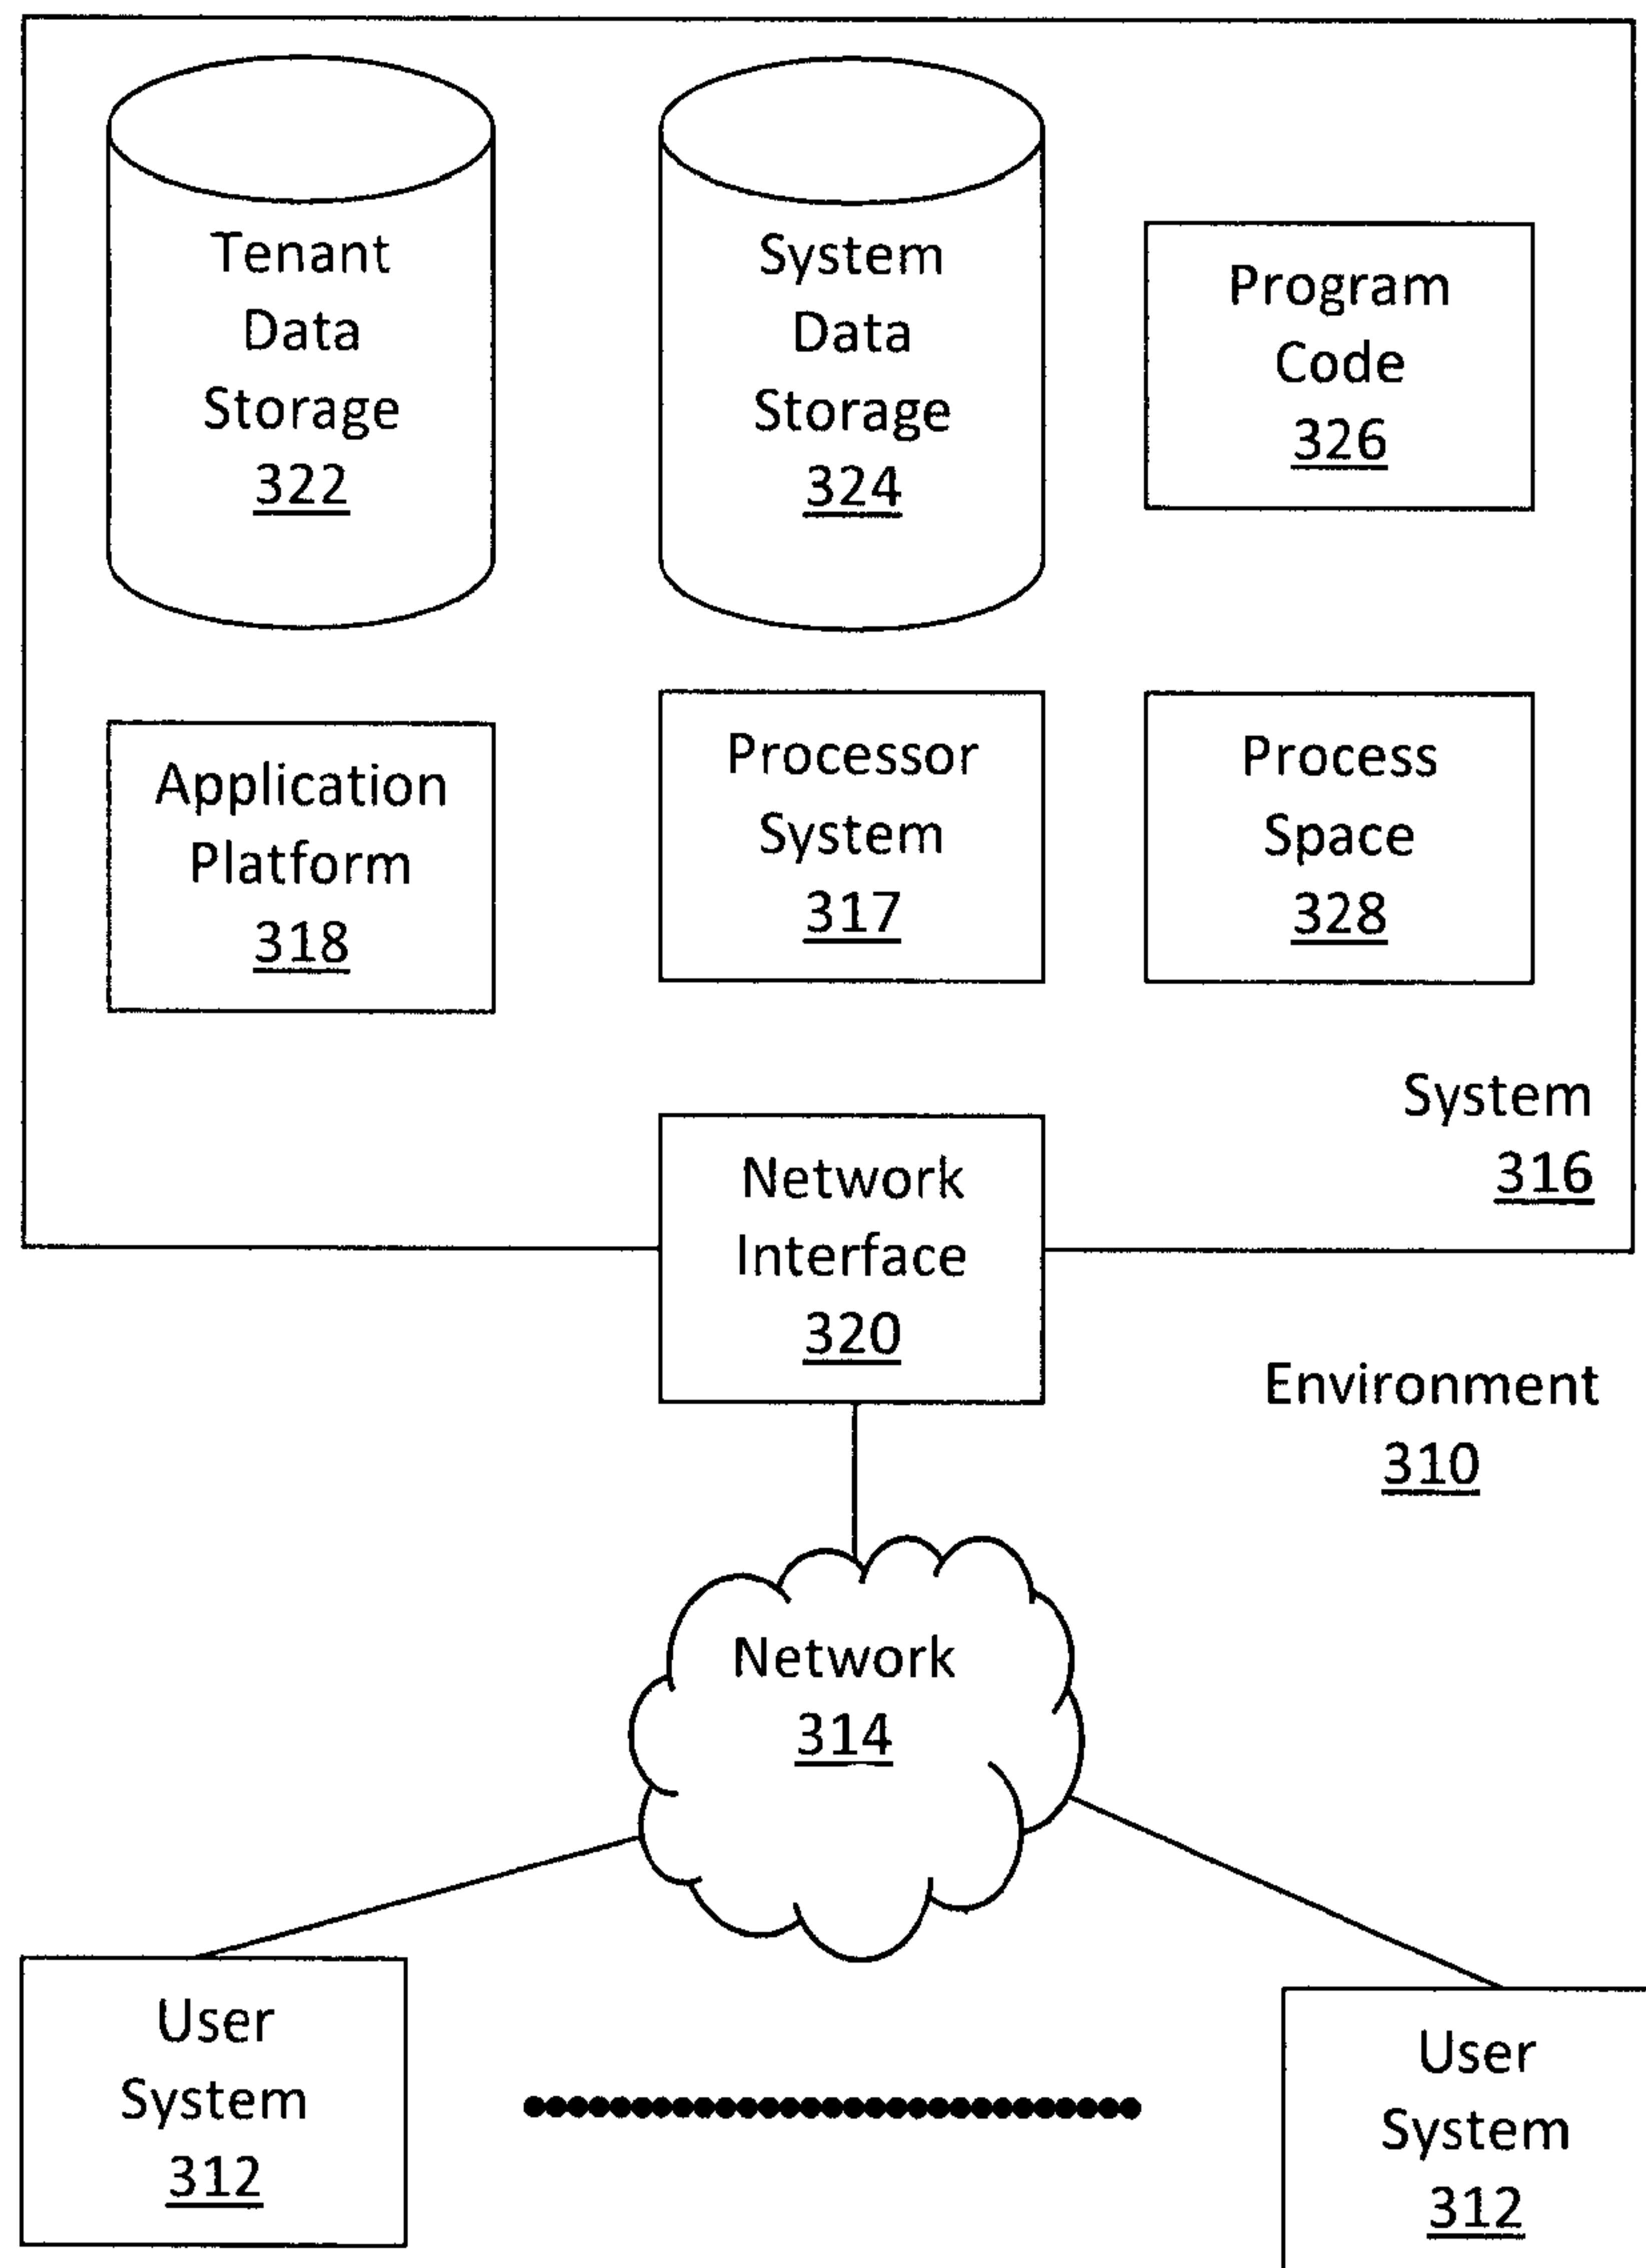 Tenant
Data
Storage
322
System
Data
Storage
324
Program
Code
326
Application
Platform
318
Processor
System
317
Process
Space
328
System
316
Network
Interface
320
Environment
310
Network
314
User
System
312
User
System
312